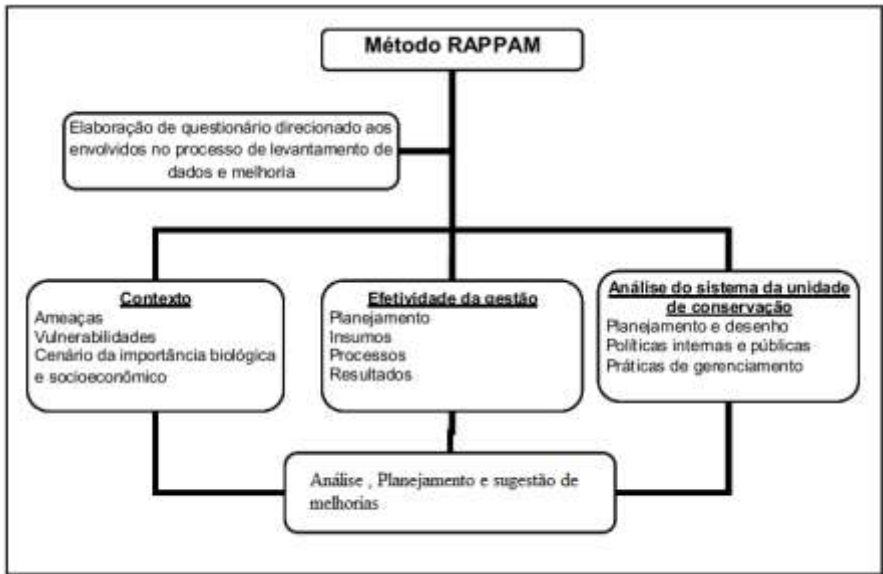 Método RAPPAM
Elaboração de questionário direcionado aos
envolvidos no processo de levantamento de
dados e melhoria
Contexto
Ameaças
Vulnerabilidades
Cenário da importância biológica
e socioeconômico
Efetividade da gestão
Planejamento
Insumos
Processos
Resultados
Análise do sistema da unidade
de conservação
Planejamento e desenho
Políticas internas e públicas
Práticas de gerenciamento
Análise , Planejamento e sugestão de
melhorias